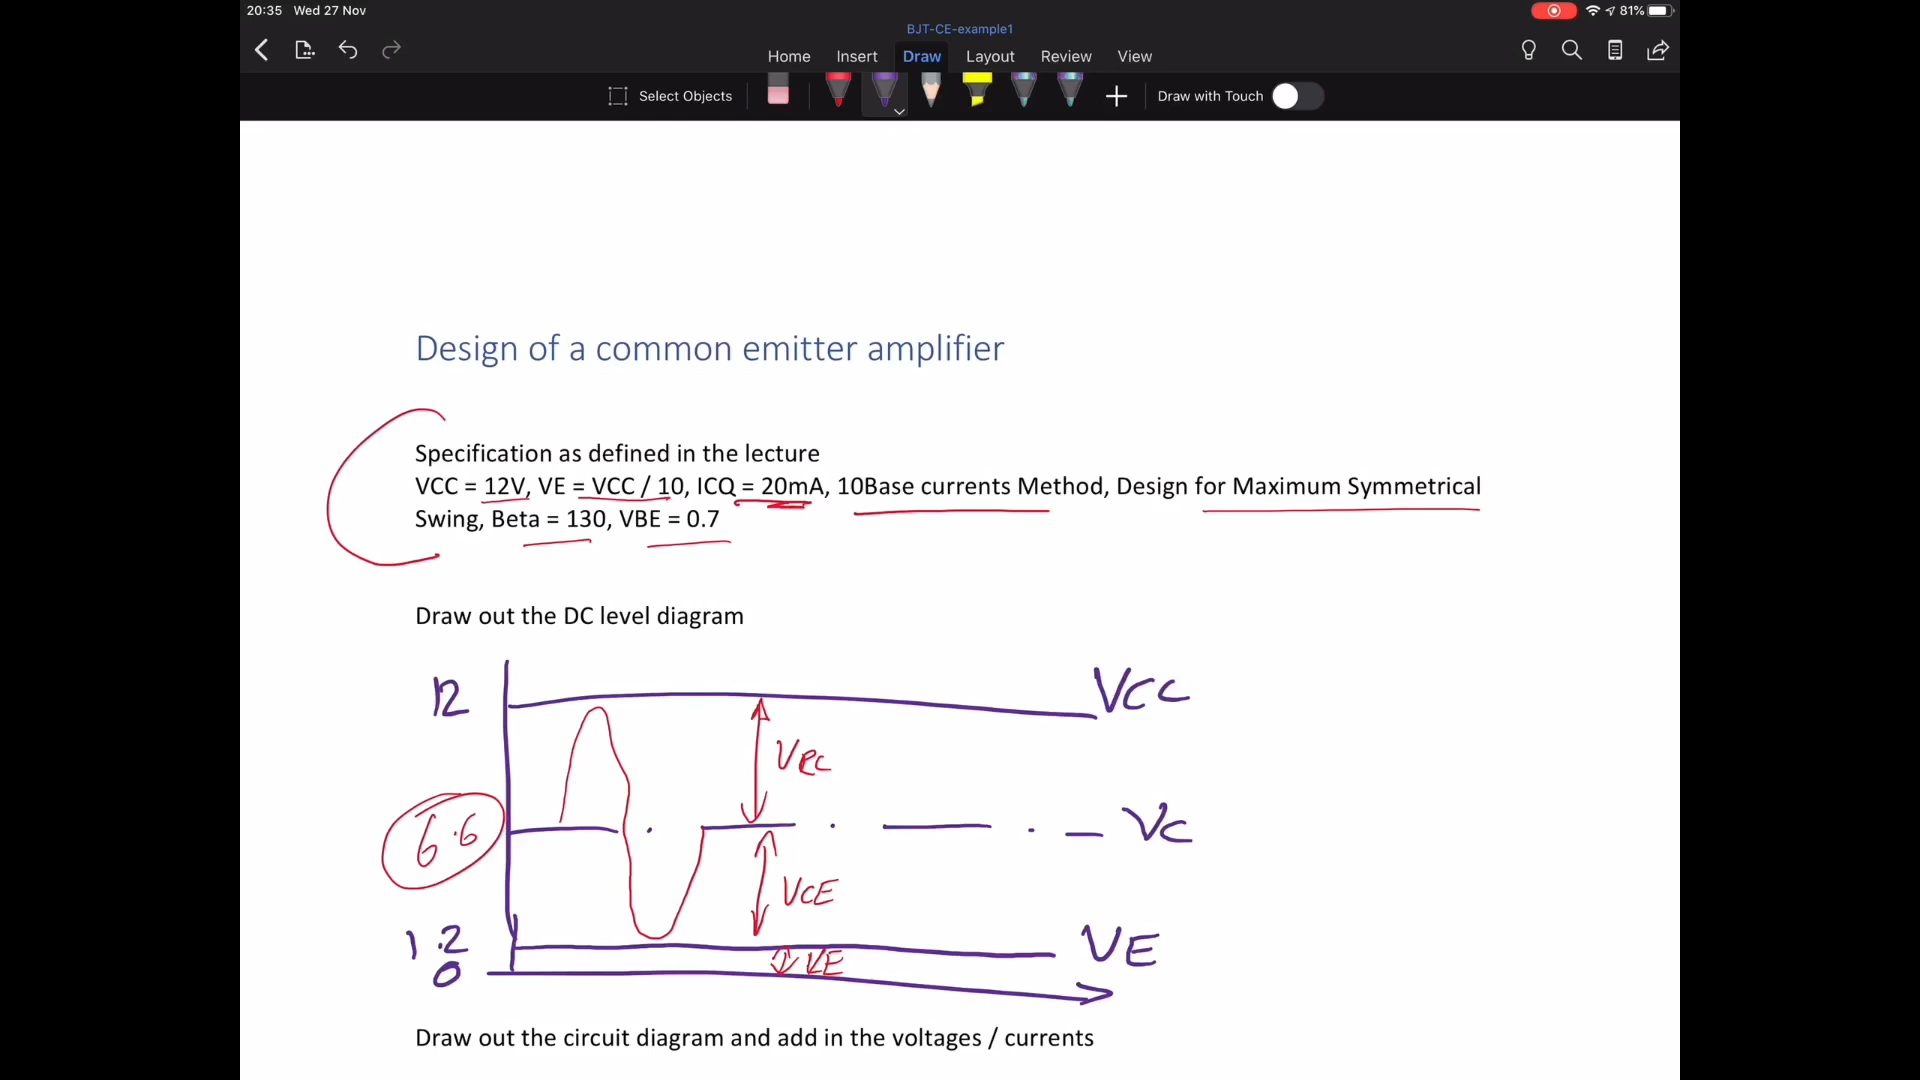 20:35 Wed 27 Nov
81%
BJT-CE-example1
Home Insert Draw Layout Review View
Select Objects
Draw with Touch
Design of a common emitter amplifier
Specification as defined in the lecture
VCC = 12V, VE = VCC / 10, ICQ = 20mA, 10Base currents Method, Design for Maximum Symmetrical
Swing, Beta = 130, VBE = 0.7
Draw out the DC level diagram
12 VCC
VRC
6.6 VC
VCE
1.2 VE
VE
0
Draw out the circuit diagram and add in the voltages / currents